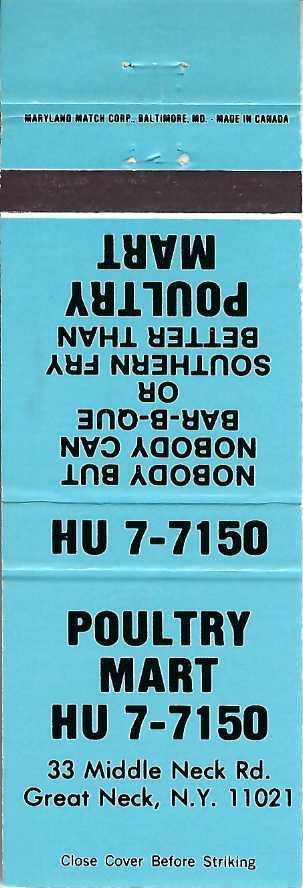 MARYLAND MATCH CORP., BALTIMORE, MD. - MADE IN CANADA
NOBODY BUT
NOBODY CAN
BAR-B-QUE
OR
SOUTHERN FRY
BETTER THAN
POULTRY
MART
HU 7-7150
POULTRY
MART
HU 7-7150
33 Middle Neck Rd.
Great Neck, N.Y. 11021
Close Cover Before Striking